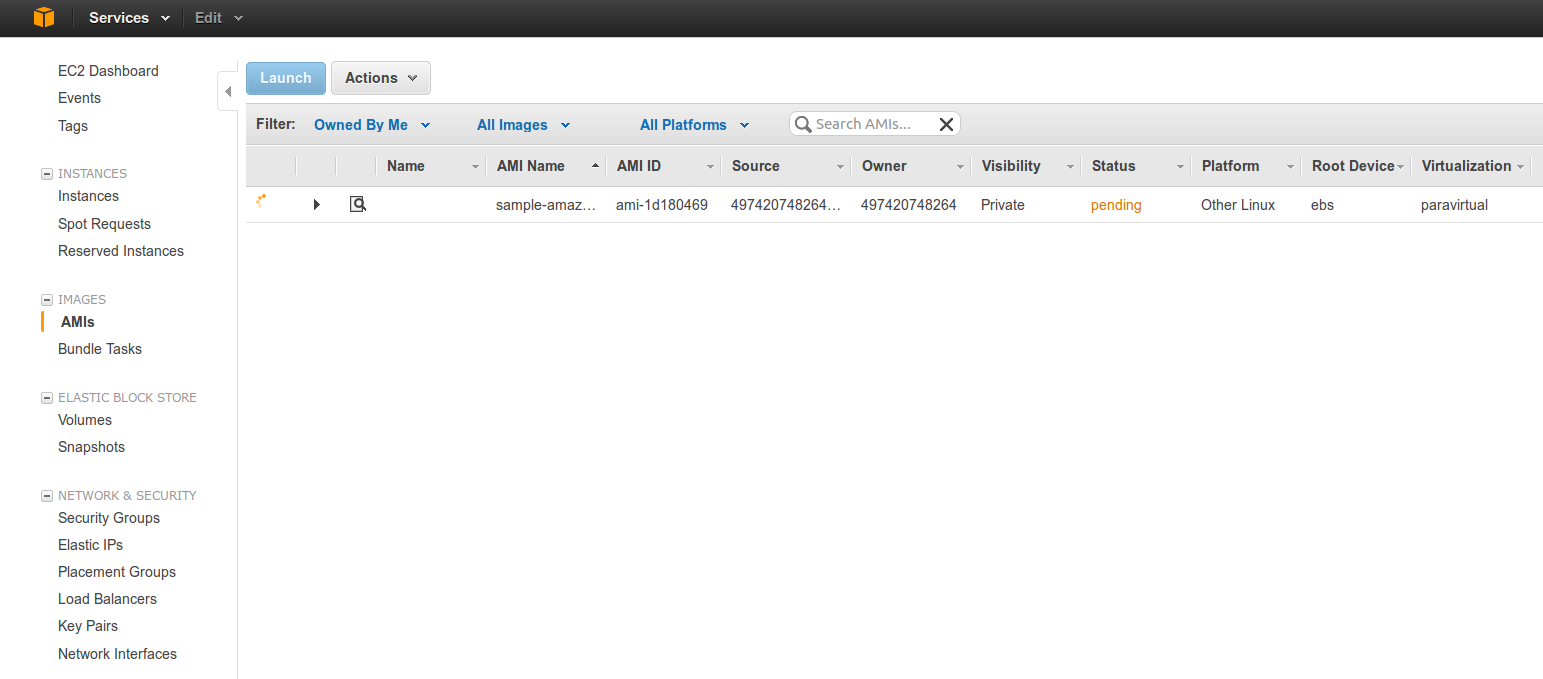 Services Edit
EC2 Dashboard
Events
Tags
INSTANCES
Instances
Spot Requests
Reserved Instances
IMAGES
AMIs
Bundle Tasks
ELASTIC BLOCK STORE
Volumes
Snapshots
NETWORK & SECURITY
Security Groups
Elastic IPs
Placement Groups
Load Balancers
Key Pairs
Network Interfaces
Launch Actions
Filter: Owned By Me All Images All Platforms Search AMIs...
Name AMI Name AMI ID Source Owner Visibility Status Platform Root Device Virtualization
sample-amaz... ami-1d180469 497420748264... 497420748264 Private pending Other Linux ebs paravirtual